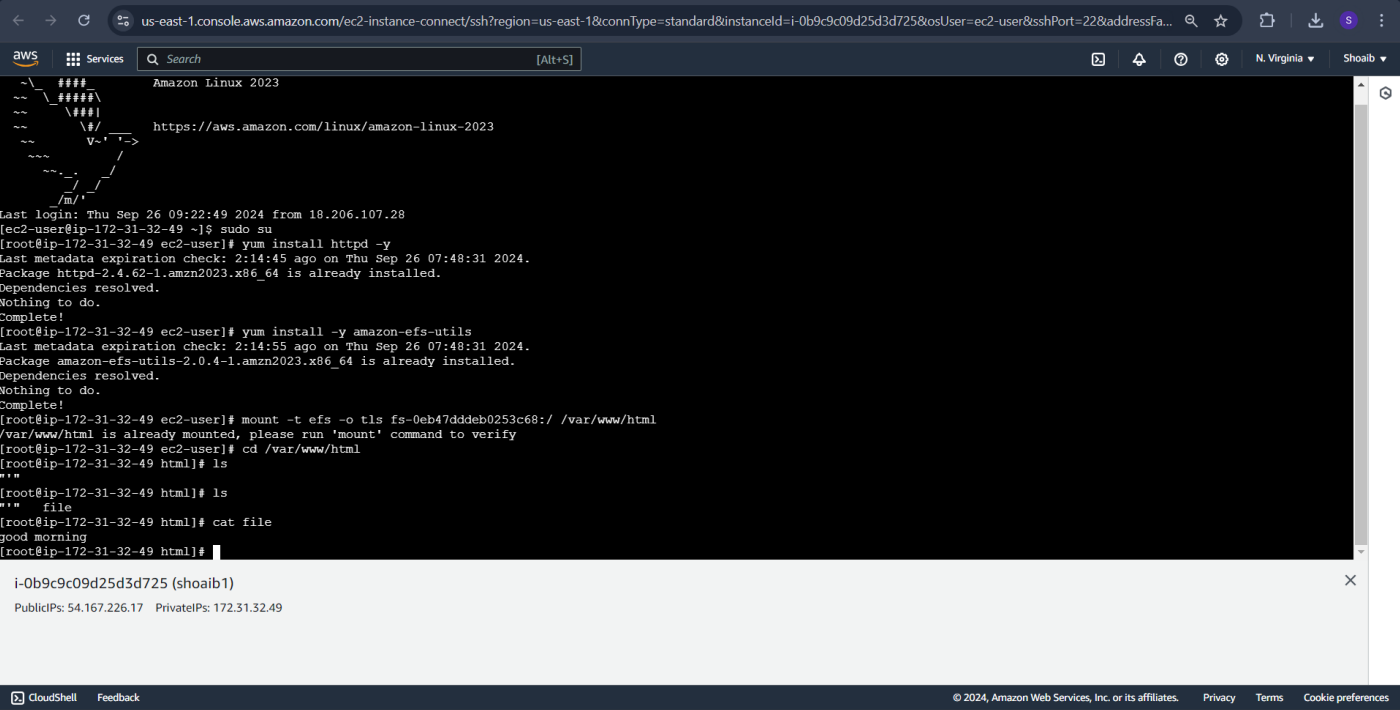 us-east-1.console.aws.amazon.com/ec2-instance-connect/ssh?region=us-east-1&connType=standard&instanceId=i-0b9c9c09d25d3d725&osUser=ec2-user&sshPort=22&addressFa...
S
aws
Services
Search
[Alt+S]
N. Virginia
Shoaib
~\_  ####_        Amazon Linux 2023
~~  \_#####\
~~     \###|
~~       \#/ ___   https://aws.amazon.com/linux/amazon-linux-2023
~~       V~' '->
~~~         /
~~._.   _/
_/ _/
_/m/'
Last login: Thu Sep 26 09:22:49 2024 from 18.206.107.28
[ec2-user@ip-172-31-32-49 ~]$ sudo su
[root@ip-172-31-32-49 ec2-user]# yum install httpd -y
Last metadata expiration check: 2:14:45 ago on Thu Sep 26 07:48:31 2024.
Package httpd-2.4.62-1.amzn2023.x86_64 is already installed.
Dependencies resolved.
Nothing to do.
Complete!
[root@ip-172-31-32-49 ec2-user]# yum install -y amazon-efs-utils
Last metadata expiration check: 2:14:55 ago on Thu Sep 26 07:48:31 2024.
Package amazon-efs-utils-2.0.4-1.amzn2023.x86_64 is already installed.
Dependencies resolved.
Nothing to do.
Complete!
[root@ip-172-31-32-49 ec2-user]# mount -t efs -o tls fs-0eb47dddeb0253c68:/ /var/www/html
/var/www/html is already mounted, please run 'mount' command to verify
[root@ip-172-31-32-49 ec2-user]# cd /var/www/html
[root@ip-172-31-32-49 html]# ls
"'"
[root@ip-172-31-32-49 html]# ls
"'"   file
[root@ip-172-31-32-49 html]# cat file
good morning
[root@ip-172-31-32-49 html]#
i-0b9c9c09d25d3d725 (shoaib1)
PublicIPs: 54.167.226.17   PrivateIPs: 172.31.32.49
CloudShell
Feedback
© 2024, Amazon Web Services, Inc. or its affiliates.
Privacy
Terms
Cookie preferences